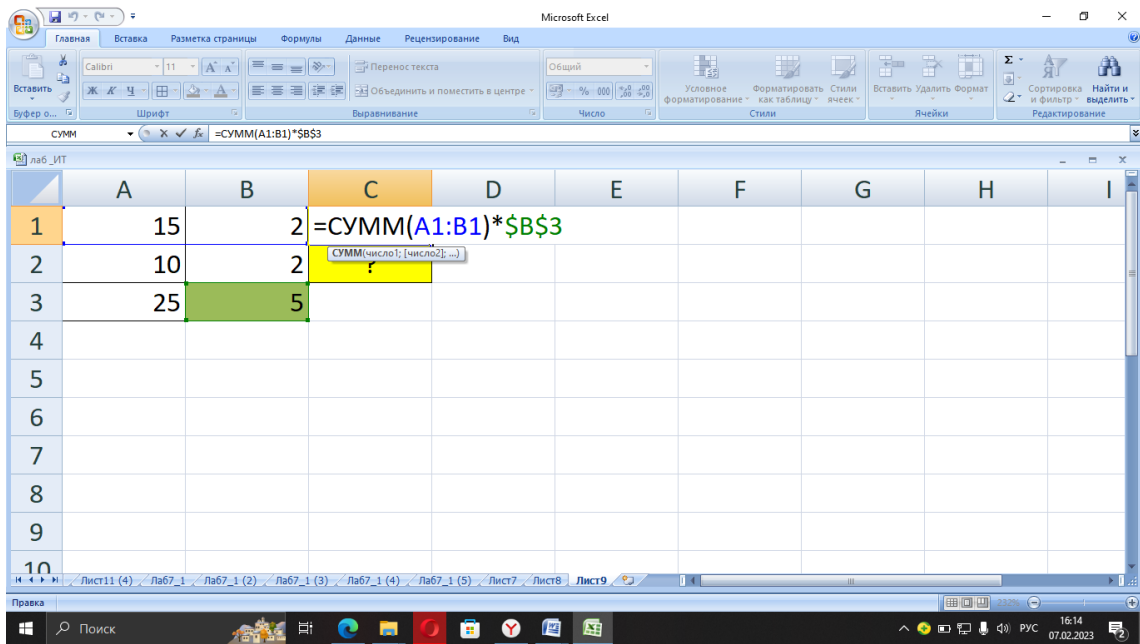 Microsoft Excel
Главная Вставка Разметка страницы Формулы Данные Рецензирование Вид
Вставить
Calibri 11
Ж К Ч
Перенос текста
Объединить и поместить в центре
Общий
% 000
Условное форматирование
Форматировать как таблицу
Стили ячеек
Вставить Удалить Формат
Сортировка и фильтр
Найти и выделить
Буфер о... Шрифт Выравнивание Число Стили Ячейки Редактирование
СУММ fx =СУММ(A1:B1)*$B$3
лаб _ИТ
A B C D E F G H I
1 15 2 =СУММ(A1:B1)*$B$3
СУММ(число1; [число2]; ...)
2 10 2 ?
3 25 5
4
5
6
7
8
9
10
Лист11 (4) Лаб7_1 Лаб7_1 (2) Лаб7_1 (3) Лаб7_1 (4) Лаб7_1 (5) Лист7 Лист8 Лист9
Правка 232%
Поиск
РУС 16:14
07.02.2023